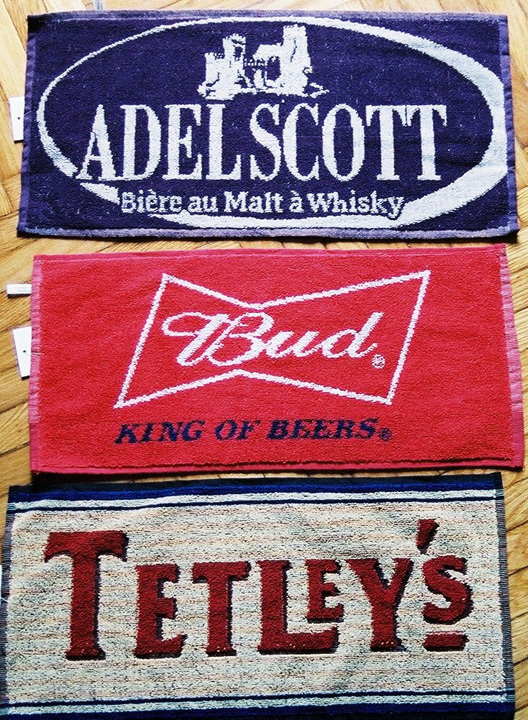 ADELSCOTT
Bière au Malt à Whisky
Bud®
KING OF BEERS®
TETLEY'S